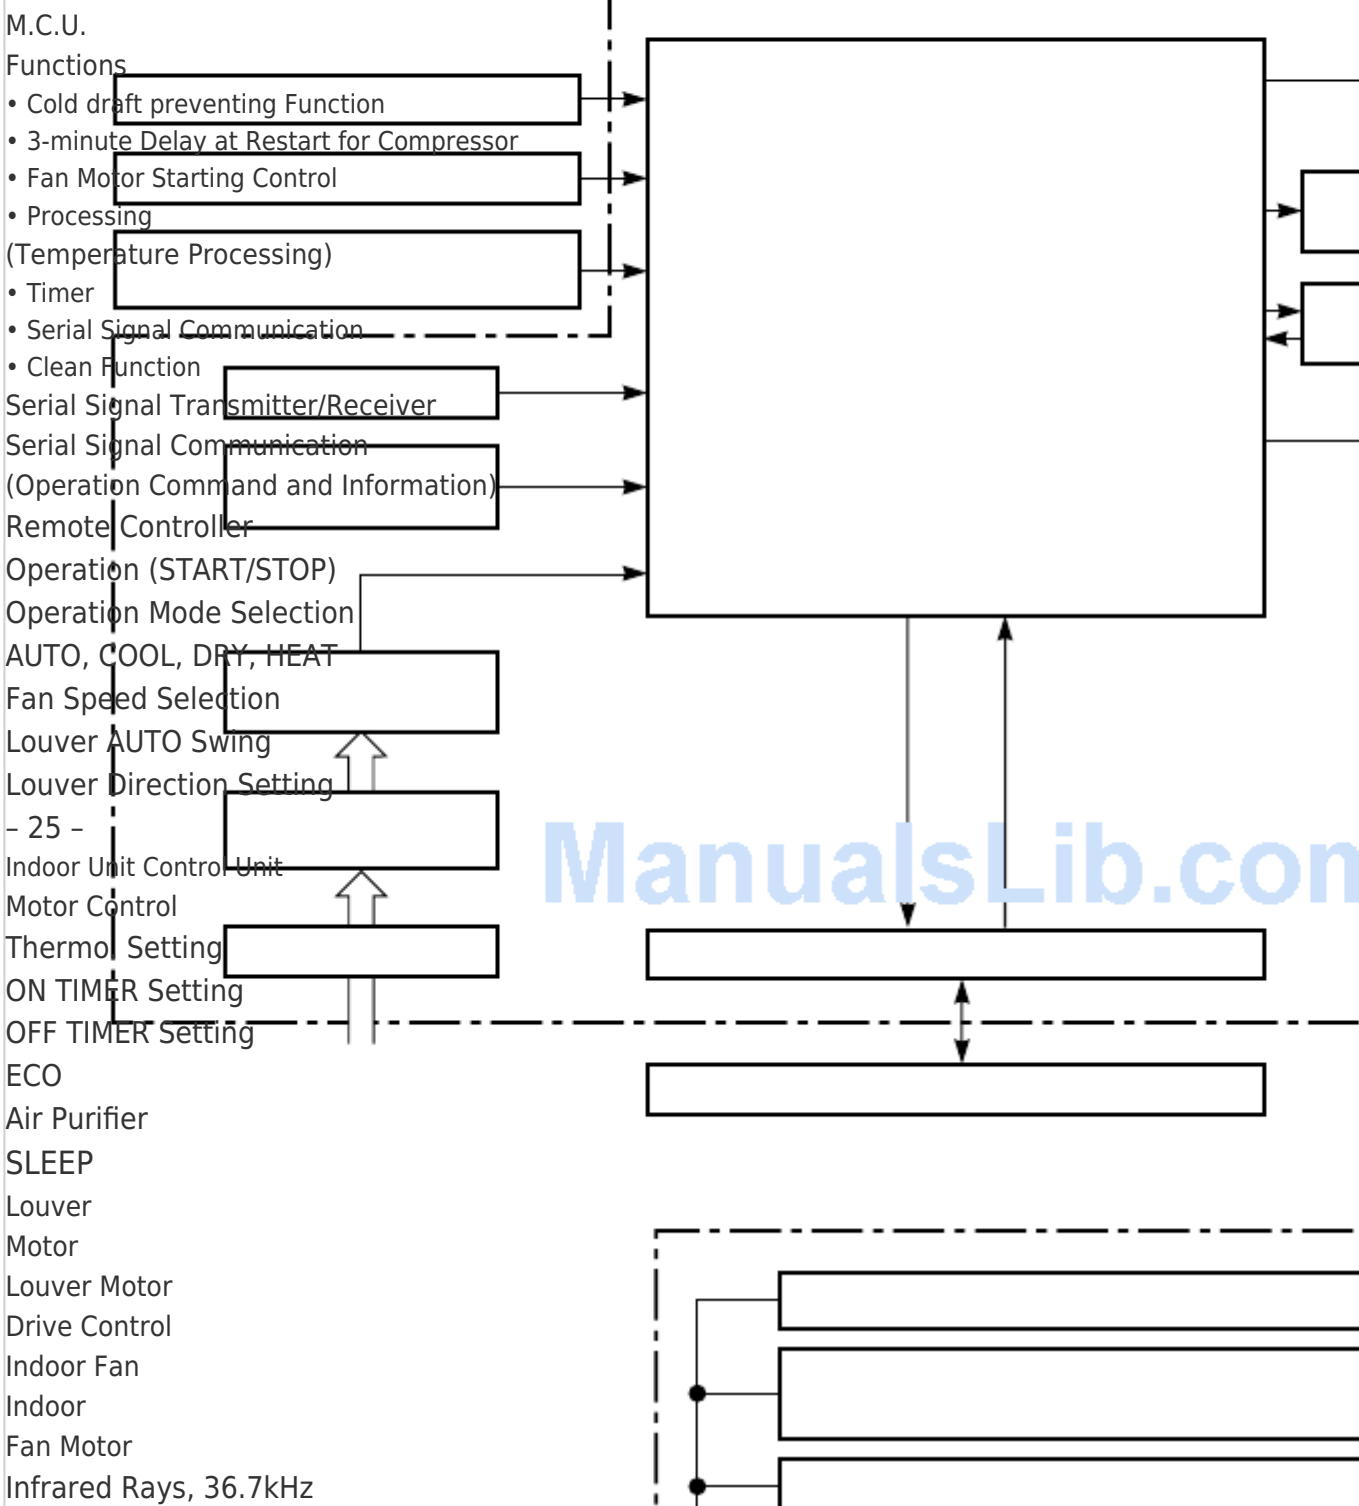 M.C.U.
Functions
• Cold draft preventing Function
• 3-minute Delay at Restart for Compressor
• Fan Motor Starting Control
• Processing
(Temperature Processing)
• Timer
• Serial Signal Communication
• Clean Function
Serial Signal Transmitter/Receiver
Serial Signal Communication
(Operation Command and Information)
Remote Controller
Operation (START/STOP)
Operation Mode Selection
AUTO, COOL, DRY, HEAT
Fan Speed Selection
Louver AUTO Swing
Louver Direction Setting
– 25 –
Indoor Unit Control Unit
Motor Control
Thermo. Setting
ON TIMER Setting
OFF TIMER Setting
ECO
Air Purifier
SLEEP
Louver
Motor
Louver Motor
Drive Control
Indoor Fan
Indoor
Fan Motor
Infrared Rays, 36.7kHz
ManualsLib.com